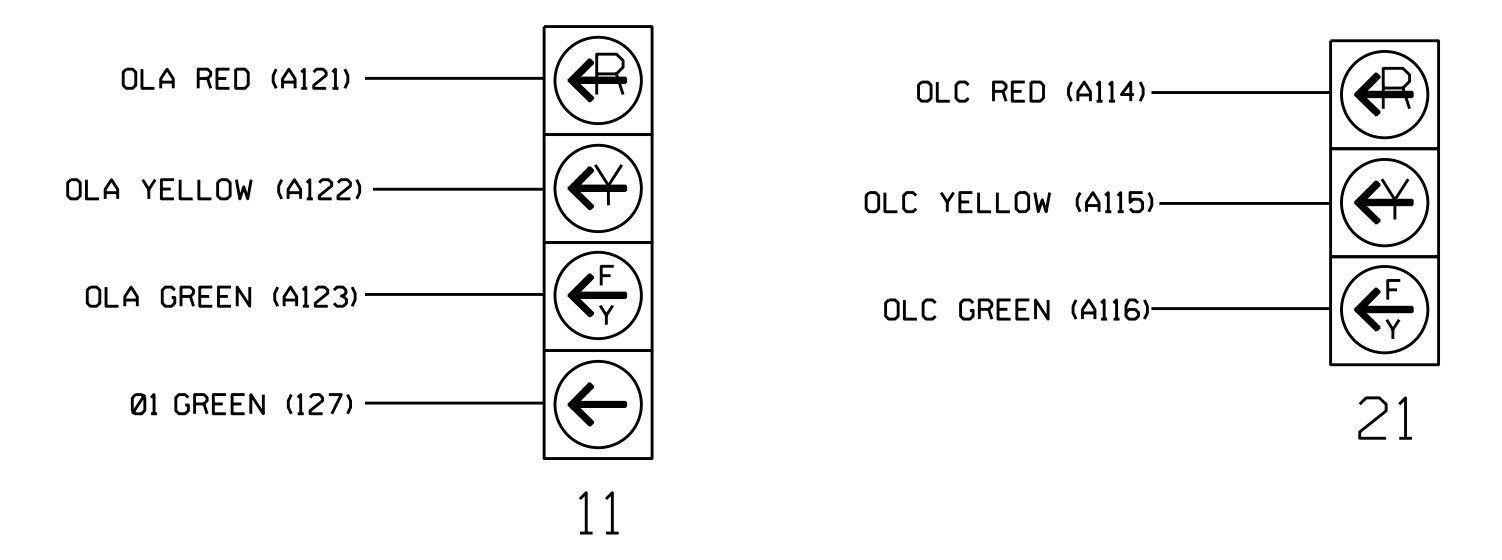 OLA RED (A121)
R
OLA YELLOW (A122)
Y
OLA GREEN (A123)
F
Y
Ø1 GREEN (127)
11
OLC RED (A114)
R
OLC YELLOW (A115)
Y
OLC GREEN (A116)
F
Y
21